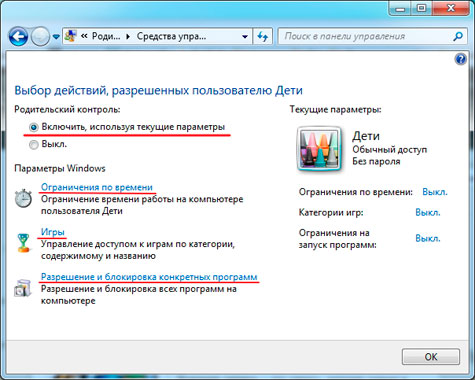 « Роди... ▸ Средства упра...
Поиск в панели управления
Выбор действий, разрешенных пользователю Дети
Родительский контроль:
Включить, используя текущие параметры
Выкл.
Параметры Windows
Ограничения по времени
Ограничение времени работы на компьютере
пользователя Дети
Игры
Управление доступом к играм по категории,
содержимому и названию
Разрешение и блокировка конкретных программ
Разрешение и блокировка всех программ на
компьютере
Текущие параметры:
Дети
Обычный доступ
Без пароля
Ограничения по времени: Выкл.
Категории игр: Выкл.
Ограничения на
запуск программ: Выкл.
ОК